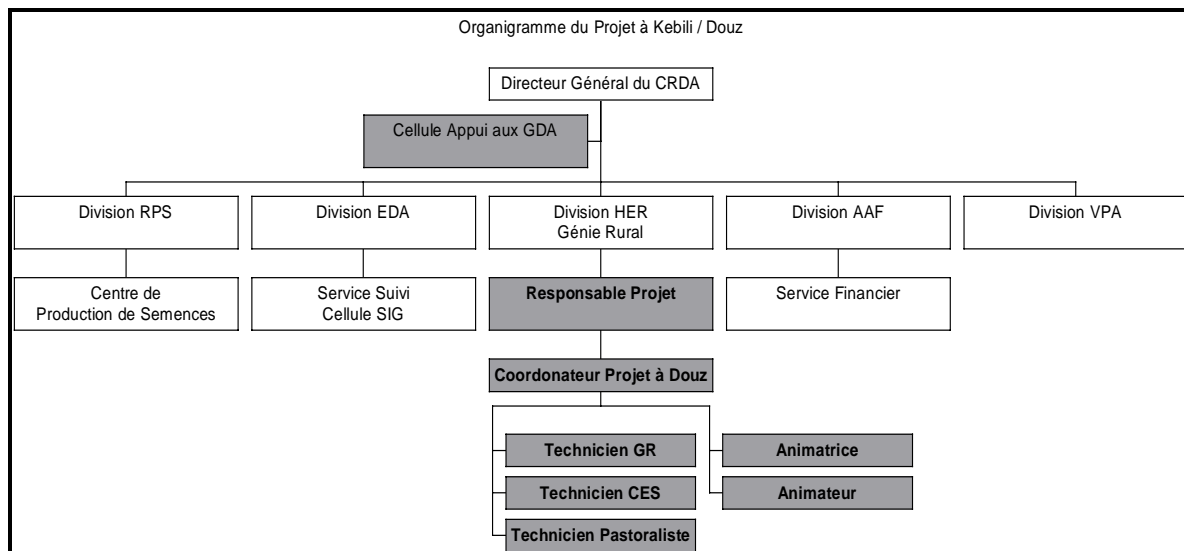 Organigramme du Projet à Kebili / Douz
Directeur Général du CRDA
Cellule Appui aux GDA
Division RPS
Division EDA
Division HER
Génie Rural
Division AAF
Division VPA
Centre de
Production de Semences
Service Suivi
Cellule SIG
Responsable Projet
Service Financier
Coordonateur Projet à Douz
Technicien GR
Animatrice
Technicien CES
Animateur
Technicien Pastoraliste